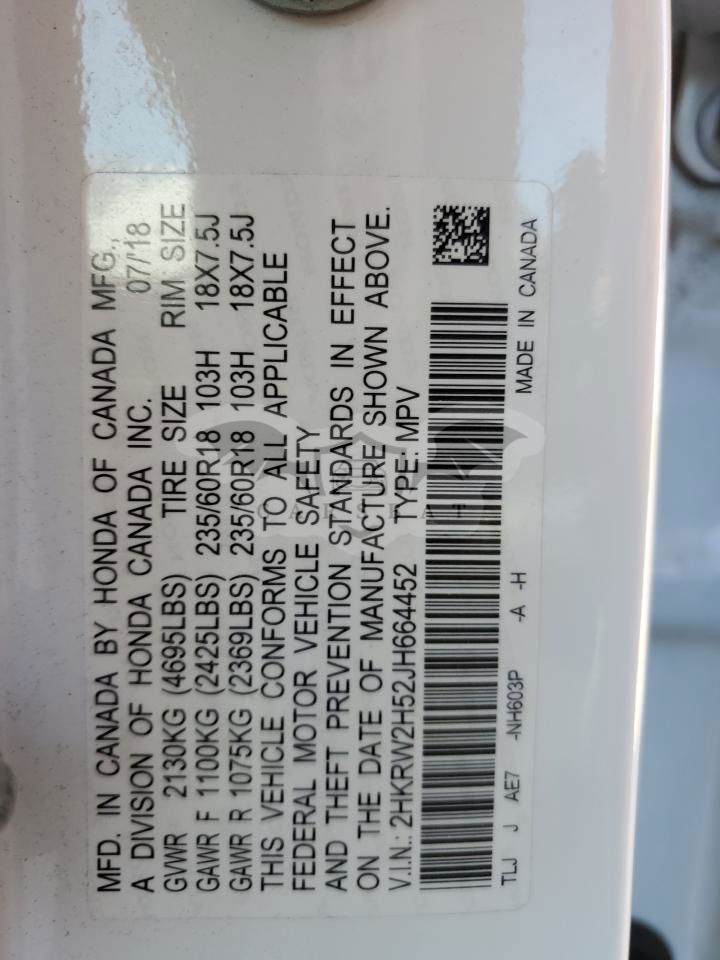 MFD. IN CANADA BY HONDA OF CANADA MFG.,
A DIVISION OF HONDA CANADA INC. 07/'18
GVWR 2130KG (4695LBS) TIRE SIZE RIM SIZE
GAWR F 1100KG (2425LBS) 235/60R18 103H 18X7.5J
GAWR R 1075KG (2369LBS) 235/60R18 103H 18X7.5J
THIS VEHICLE CONFORMS TO ALL APPLICABLE
FEDERAL MOTOR VEHICLE SAFETY
AND THEFT PREVENTION STANDARDS IN EFFECT
ON THE DATE OF MANUFACTURE SHOWN ABOVE.
V.I.N.: 2HKRW2H52JH664452 TYPE: MPV
TLJ J AE7 -NH603P -A -H MADE IN CANADA